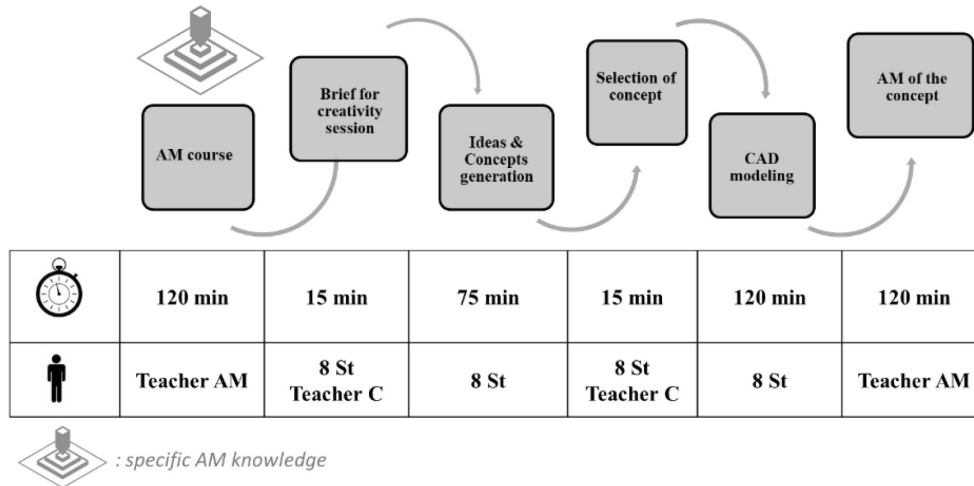 AM course
Brief for
creativity
session
Ideas &
Concepts
generation
Selection of
concept
CAD
modeling
AM of the
concept
120 min
15 min
75 min
15 min
120 min
120 min
Teacher AM
8 St
Teacher C
8 St
8 St
Teacher C
8 St
Teacher AM
: specific AM knowledge